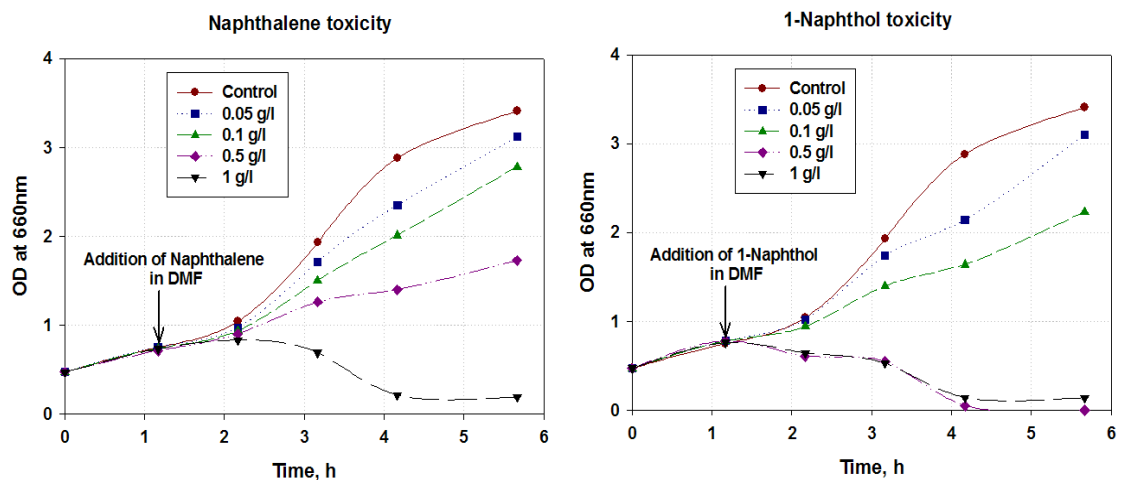 Naphthalene toxicity
4
3
2
1
0
OD at 660nm
Control
0.05 g/l
0.1 g/l
0.5 g/l
1 g/l
Addition of Naphthalene
in DMF
0 1 2 3 4 5 6
Time, h
1-Naphthol toxicity
4
3
2
1
0
OD at 660nm
Control
0.05 g/l
0.1 g/l
0.5 g/l
1 g/l
Addition of 1-Naphthol
in DMF
0 1 2 3 4 5 6
Time, h